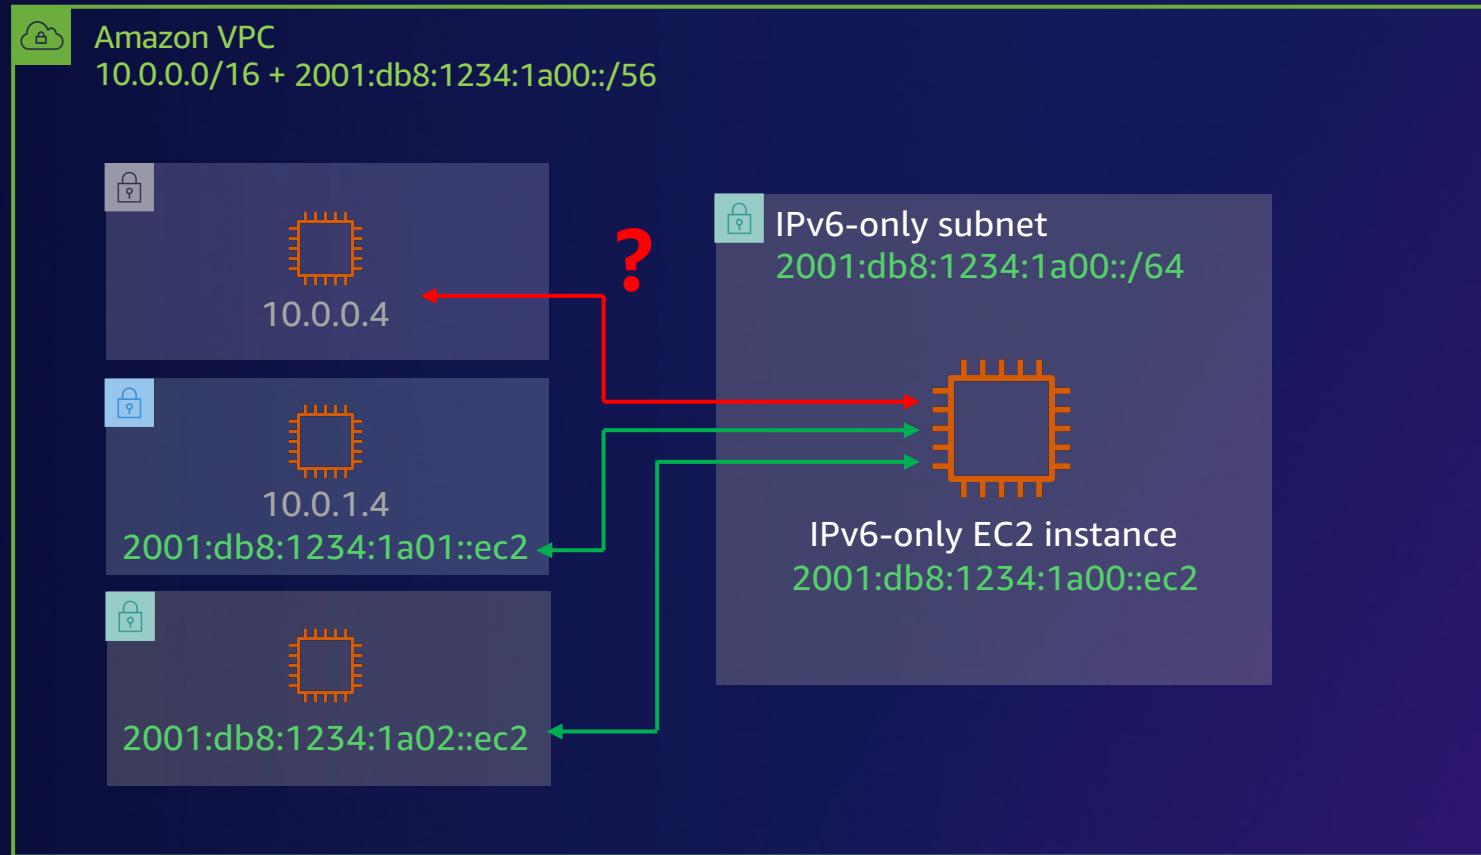 Amazon VPC
10.0.0.0/16 + 2001:db8:1234:1a00::/56
10.0.0.4
?
10.0.1.4
2001:db8:1234:1a01::ec2
2001:db8:1234:1a02::ec2
IPv6-only subnet
2001:db8:1234:1a00::/64
IPv6-only EC2 instance
2001:db8:1234:1a00::ec2